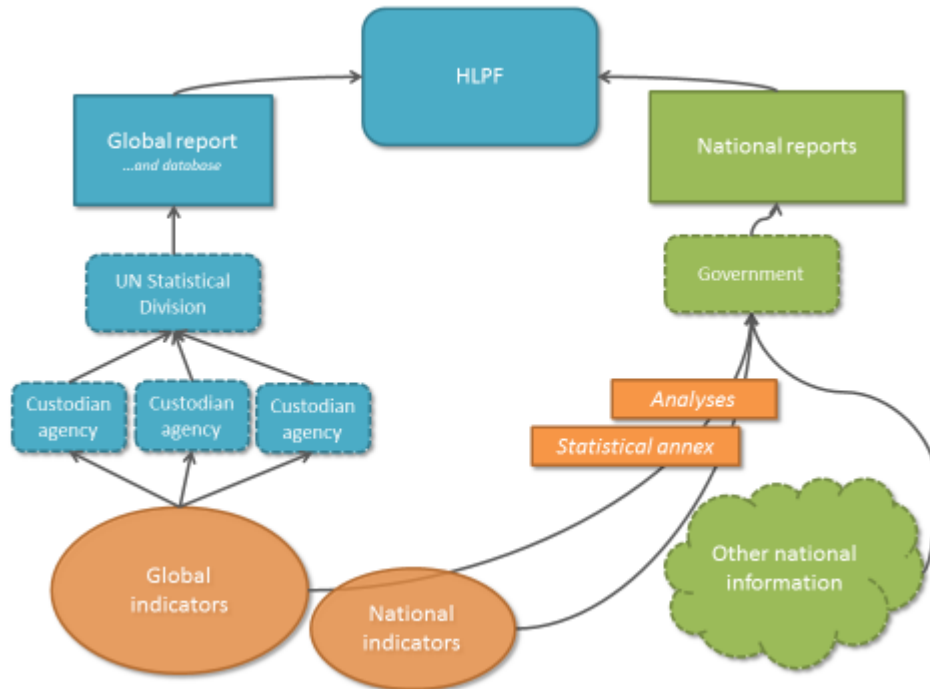 HLPF
Global report
...and database
National reports
UN Statistical
Division
Government
Custodian
agency
Custodian
agency
Custodian
agency
Analyses
Statistical annex
Global
indicators
National
indicators
Other national
information